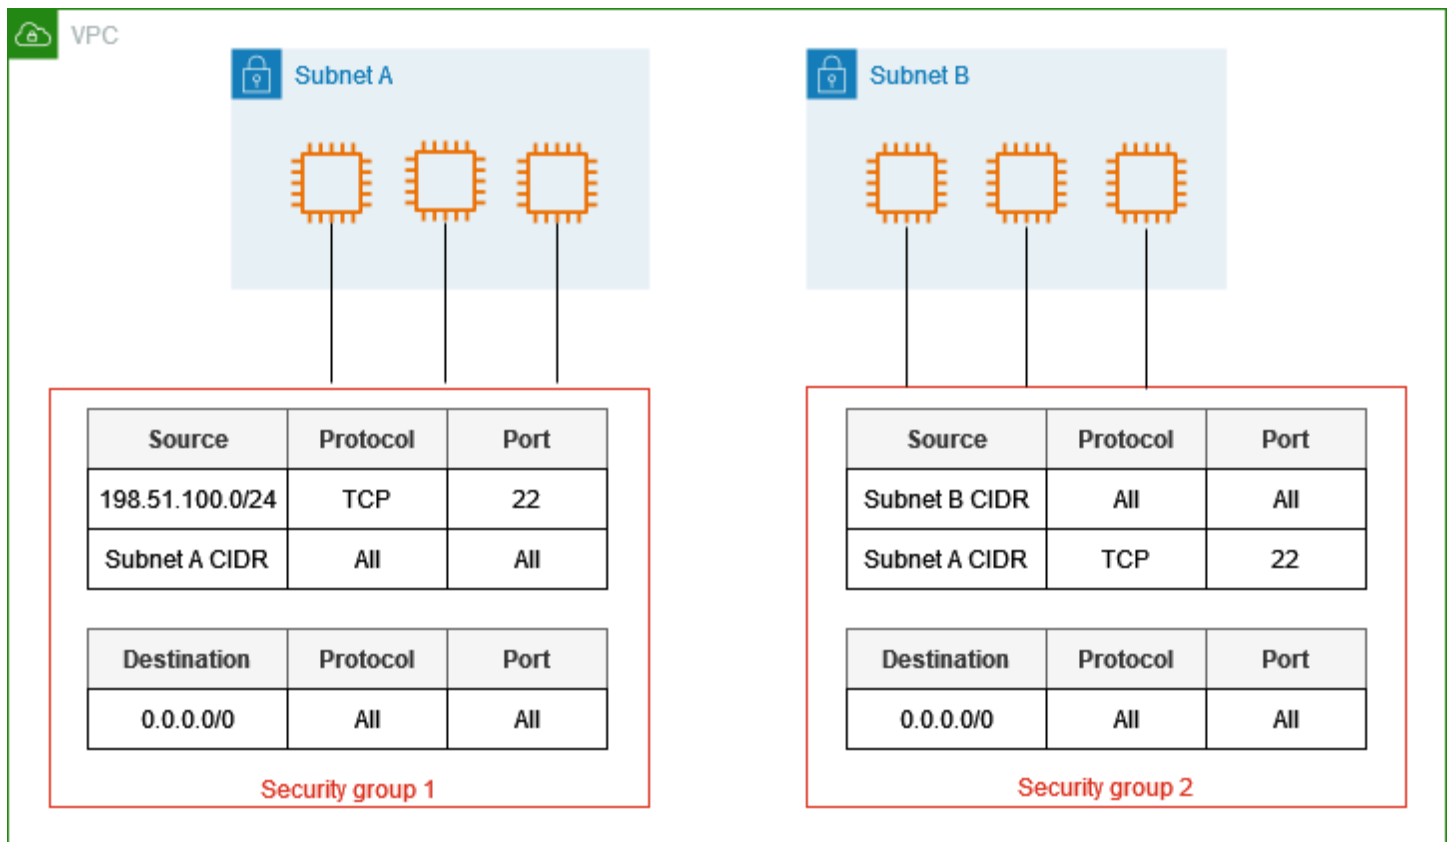 VPC
Subnet A
Subnet B
Source Protocol Port
198.51.100.0/24 TCP 22
Subnet A CIDR All All
Destination Protocol Port
0.0.0.0/0 All All
Security group 1
Source Protocol Port
Subnet B CIDR All All
Subnet A CIDR TCP 22
Destination Protocol Port
0.0.0.0/0 All All
Security group 2